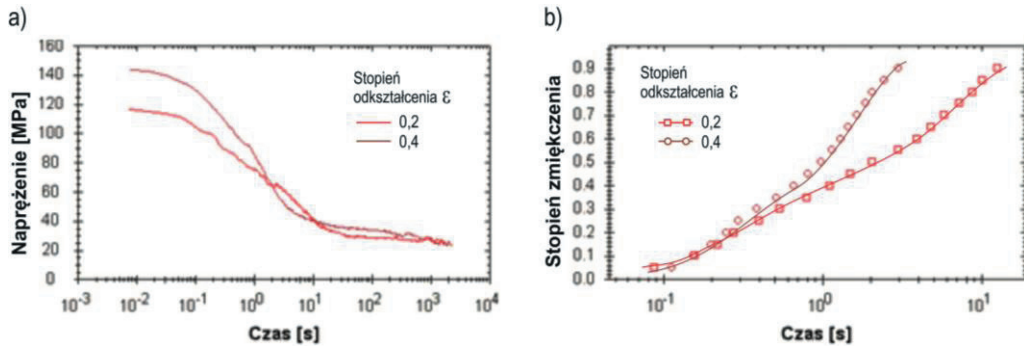 a)
Naprężenie [MPa]
160
140
120
100
80
60
40
20
0
Stopień
odkształcenia ε
0,2
0,4
10⁻³ 10⁻² 10⁻¹ 10⁰ 10¹ 10² 10³ 10⁴
Czas [s]
b)
Stopień zmiękczenia
0.9
0.8
0.7
0.6
0.5
0.4
0.3
0.2
0.1
0.0
Stopień
odkształcenia ε
0,2
0,4
10⁻¹ 10⁰ 10¹
Czas [s]